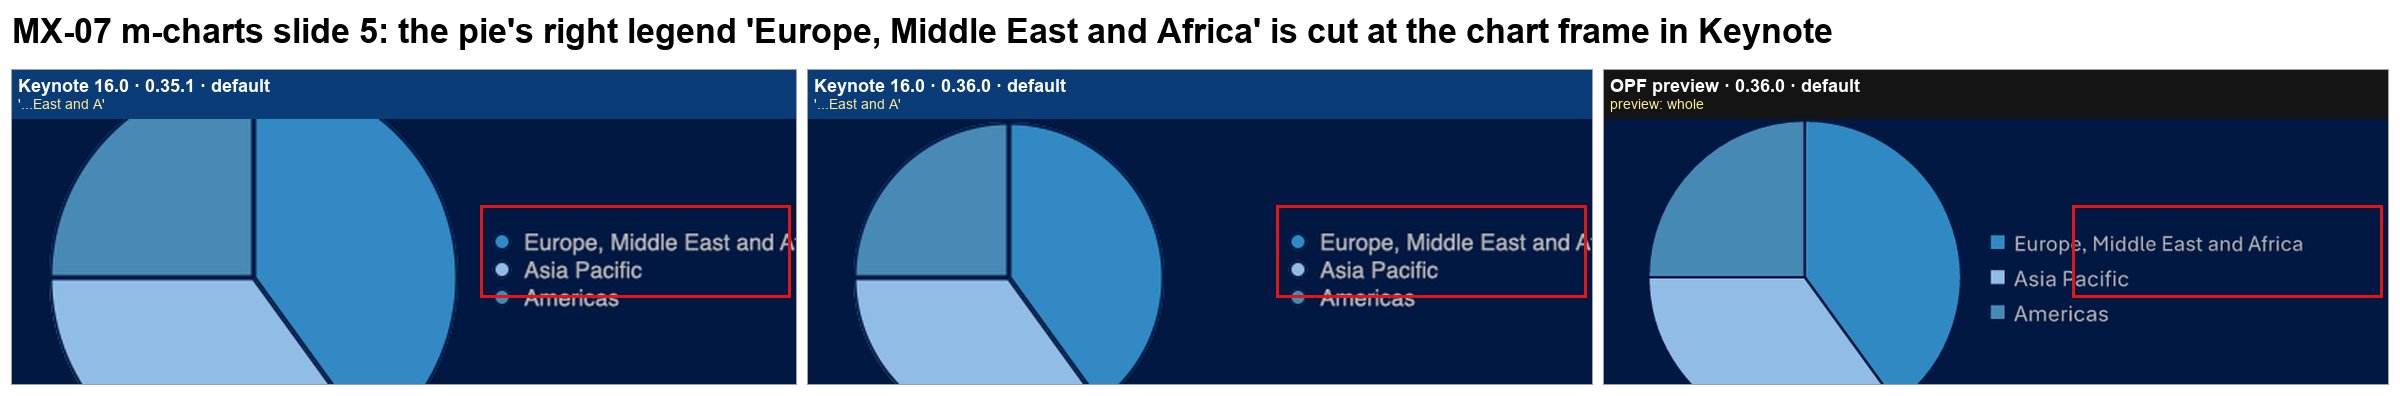 MX-07 m-charts slide 5: the pie's right legend 'Europe, Middle East and Africa' is cut at the chart frame in Keynote
Keynote 16.0 · 0.35.1 · default
'...East and A'
Europe, Middle East and A
Asia Pacific
Americas
Keynote 16.0 · 0.36.0 · default
'...East and A'
Europe, Middle East and A
Asia Pacific
Americas
OPF preview · 0.36.0 · default
preview: whole
Europe, Middle East and Africa
Asia Pacific
Americas